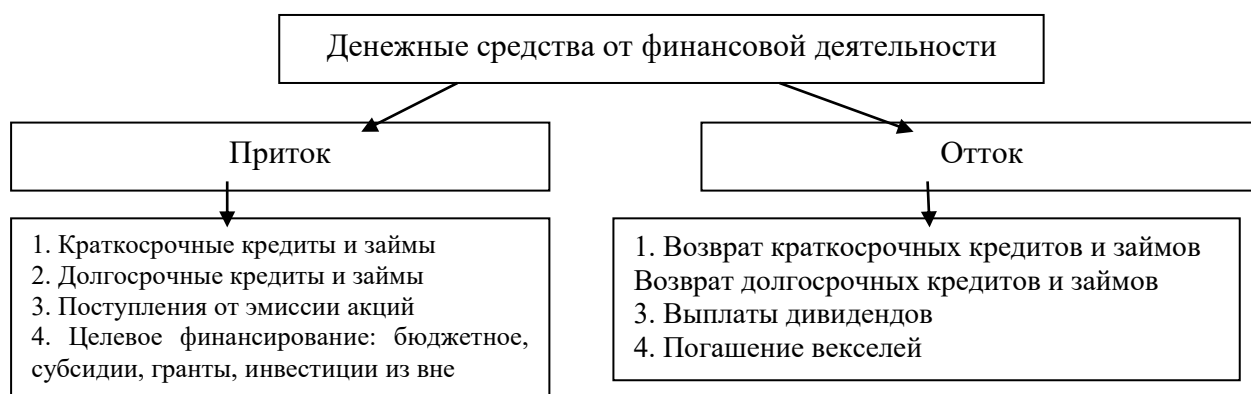 Денежные средства от финансовой деятельности
Приток
Отток
1. Краткосрочные кредиты и займы
2. Долгосрочные кредиты и займы
3. Поступления от эмиссии акций
4. Целевое финансирование: бюджетное,
субсидии, гранты, инвестиции из вне
1. Возврат краткосрочных кредитов и займов
Возврат долгосрочных кредитов и займов
3. Выплаты дивидендов
4. Погашение векселей